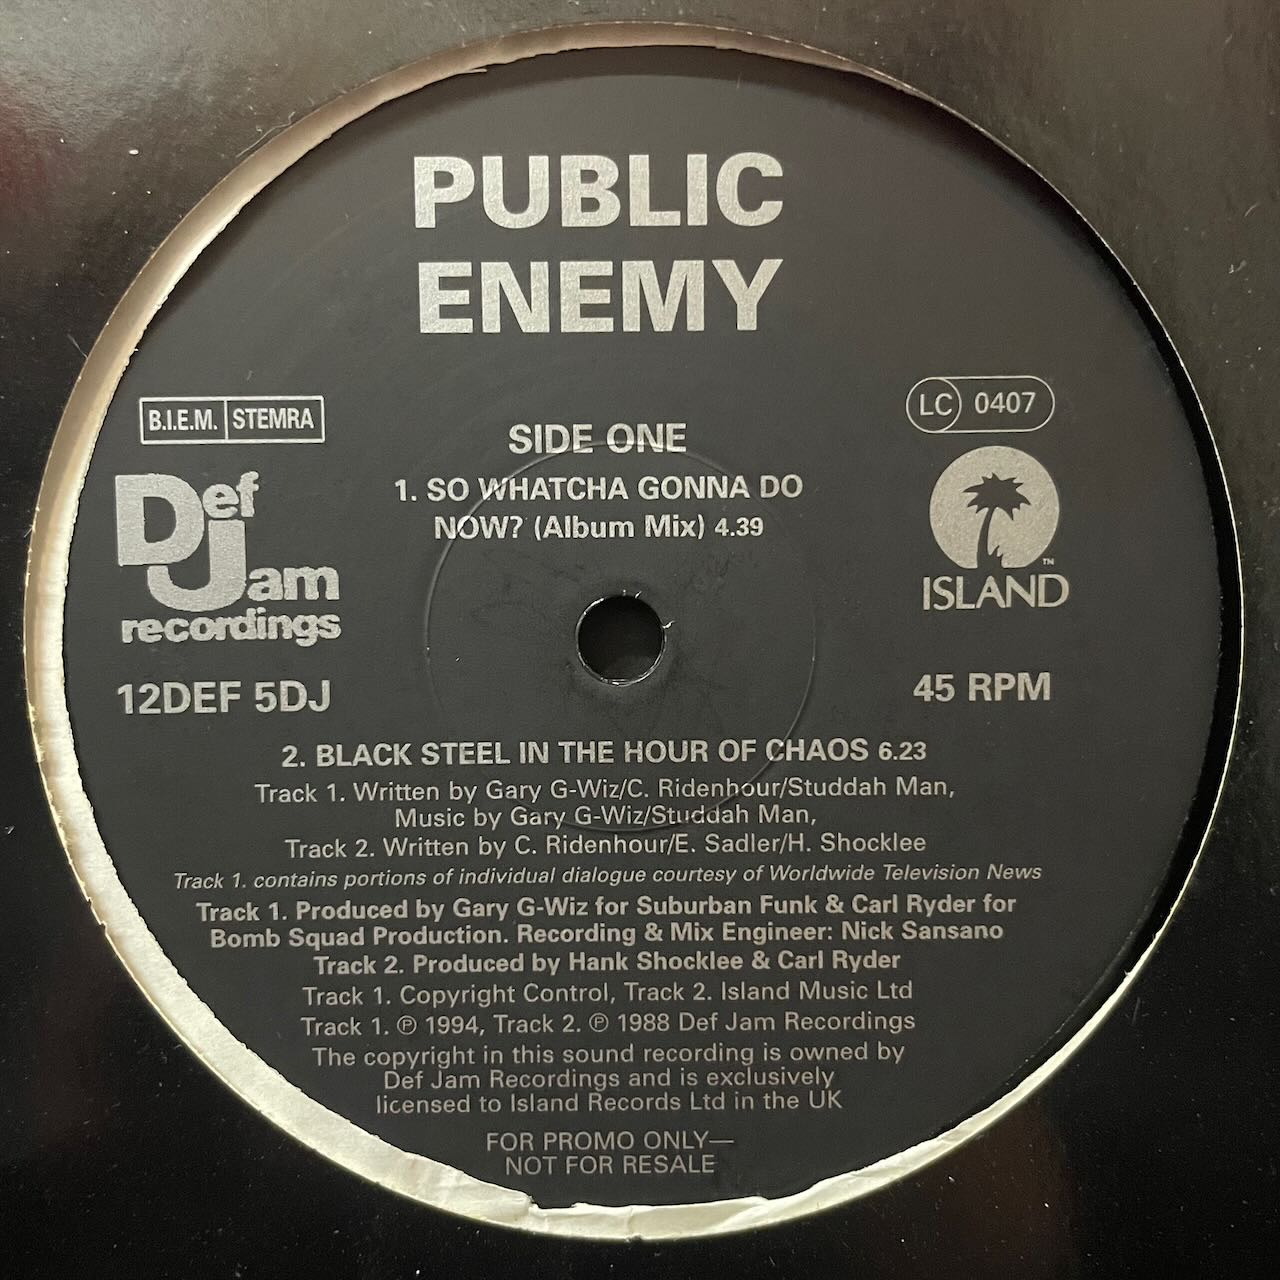 PUBLIC
ENEMY
B.I.E.M. STEMRA
LC 0407
SIDE ONE
1. SO WHATCHA GONNA DO
NOW? (Album Mix) 4.39
Def
Jam
recordings
ISLAND
TM
12DEF 5DJ
45 RPM
2. BLACK STEEL IN THE HOUR OF CHAOS 6.23
Track 1. Written by Gary G-Wiz/C. Ridenhour/Studdah Man,
Music by Gary G-Wiz/Studdah Man,
Track 2. Written by C. Ridenhour/E. Sadler/H. Shocklee
Track 1. contains portions of individual dialogue courtesy of Worldwide Television News
Track 1. Produced by Gary G-Wiz for Suburban Funk & Carl Ryder for
Bomb Squad Production. Recording & Mix Engineer: Nick Sansano
Track 2. Produced by Hank Shocklee & Carl Ryder
Track 1. Copyright Control, Track 2. Island Music Ltd
Track 1. ℗ 1994, Track 2. ℗ 1988 Def Jam Recordings
The copyright in this sound recording is owned by
Def Jam Recordings and is exclusively
licensed to Island Records Ltd in the UK
FOR PROMO ONLY—
NOT FOR RESALE